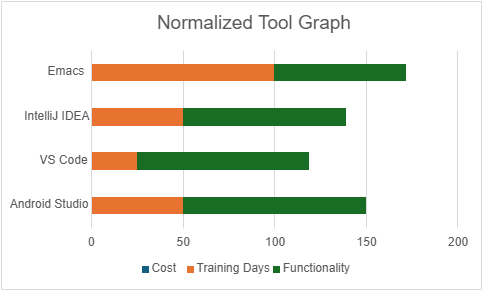 Normalized Tool Graph
Emacs
IntelliJ IDEA
VS Code
Android Studio
0 50 100 150 200
Cost Training Days Functionality